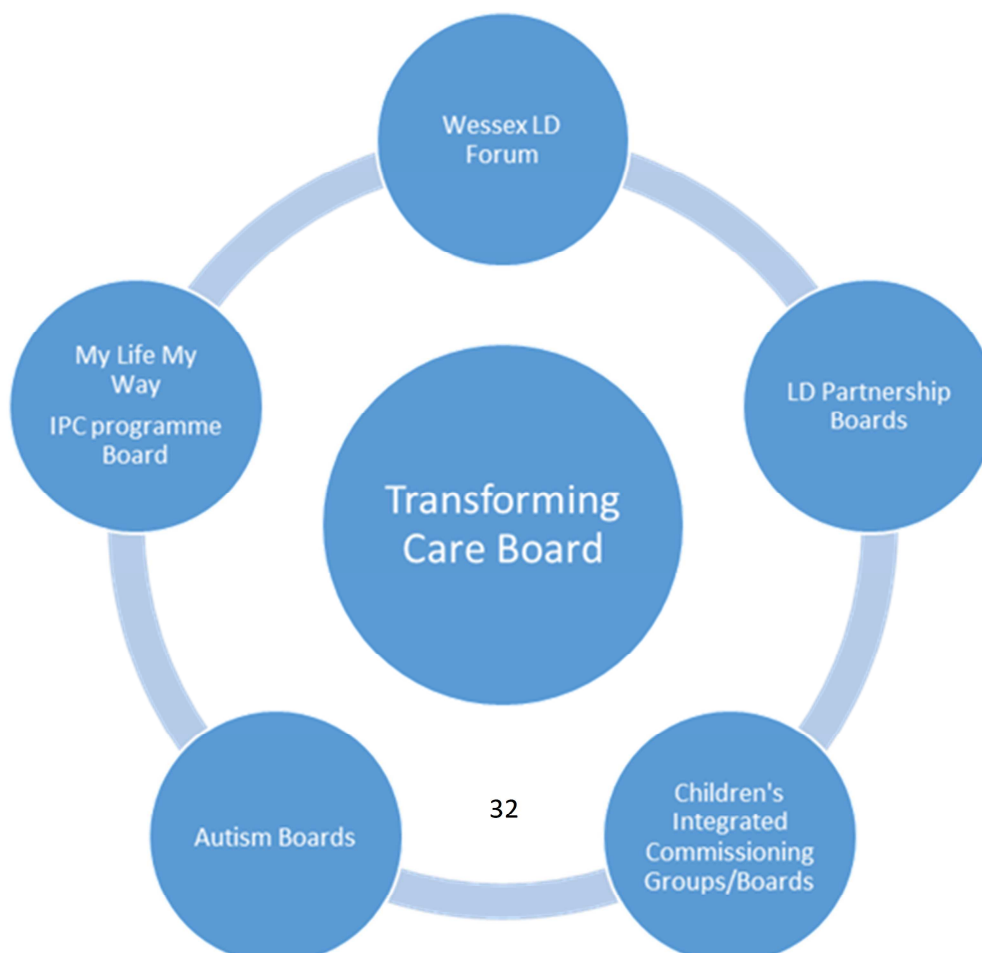 Wessex LD
Forum
My Life My
Way
IPC programme
Board
LD Partnership
Boards
Transforming
Care Board
Autism Boards
32
Children's
Integrated
Commissioning
Groups/Boards